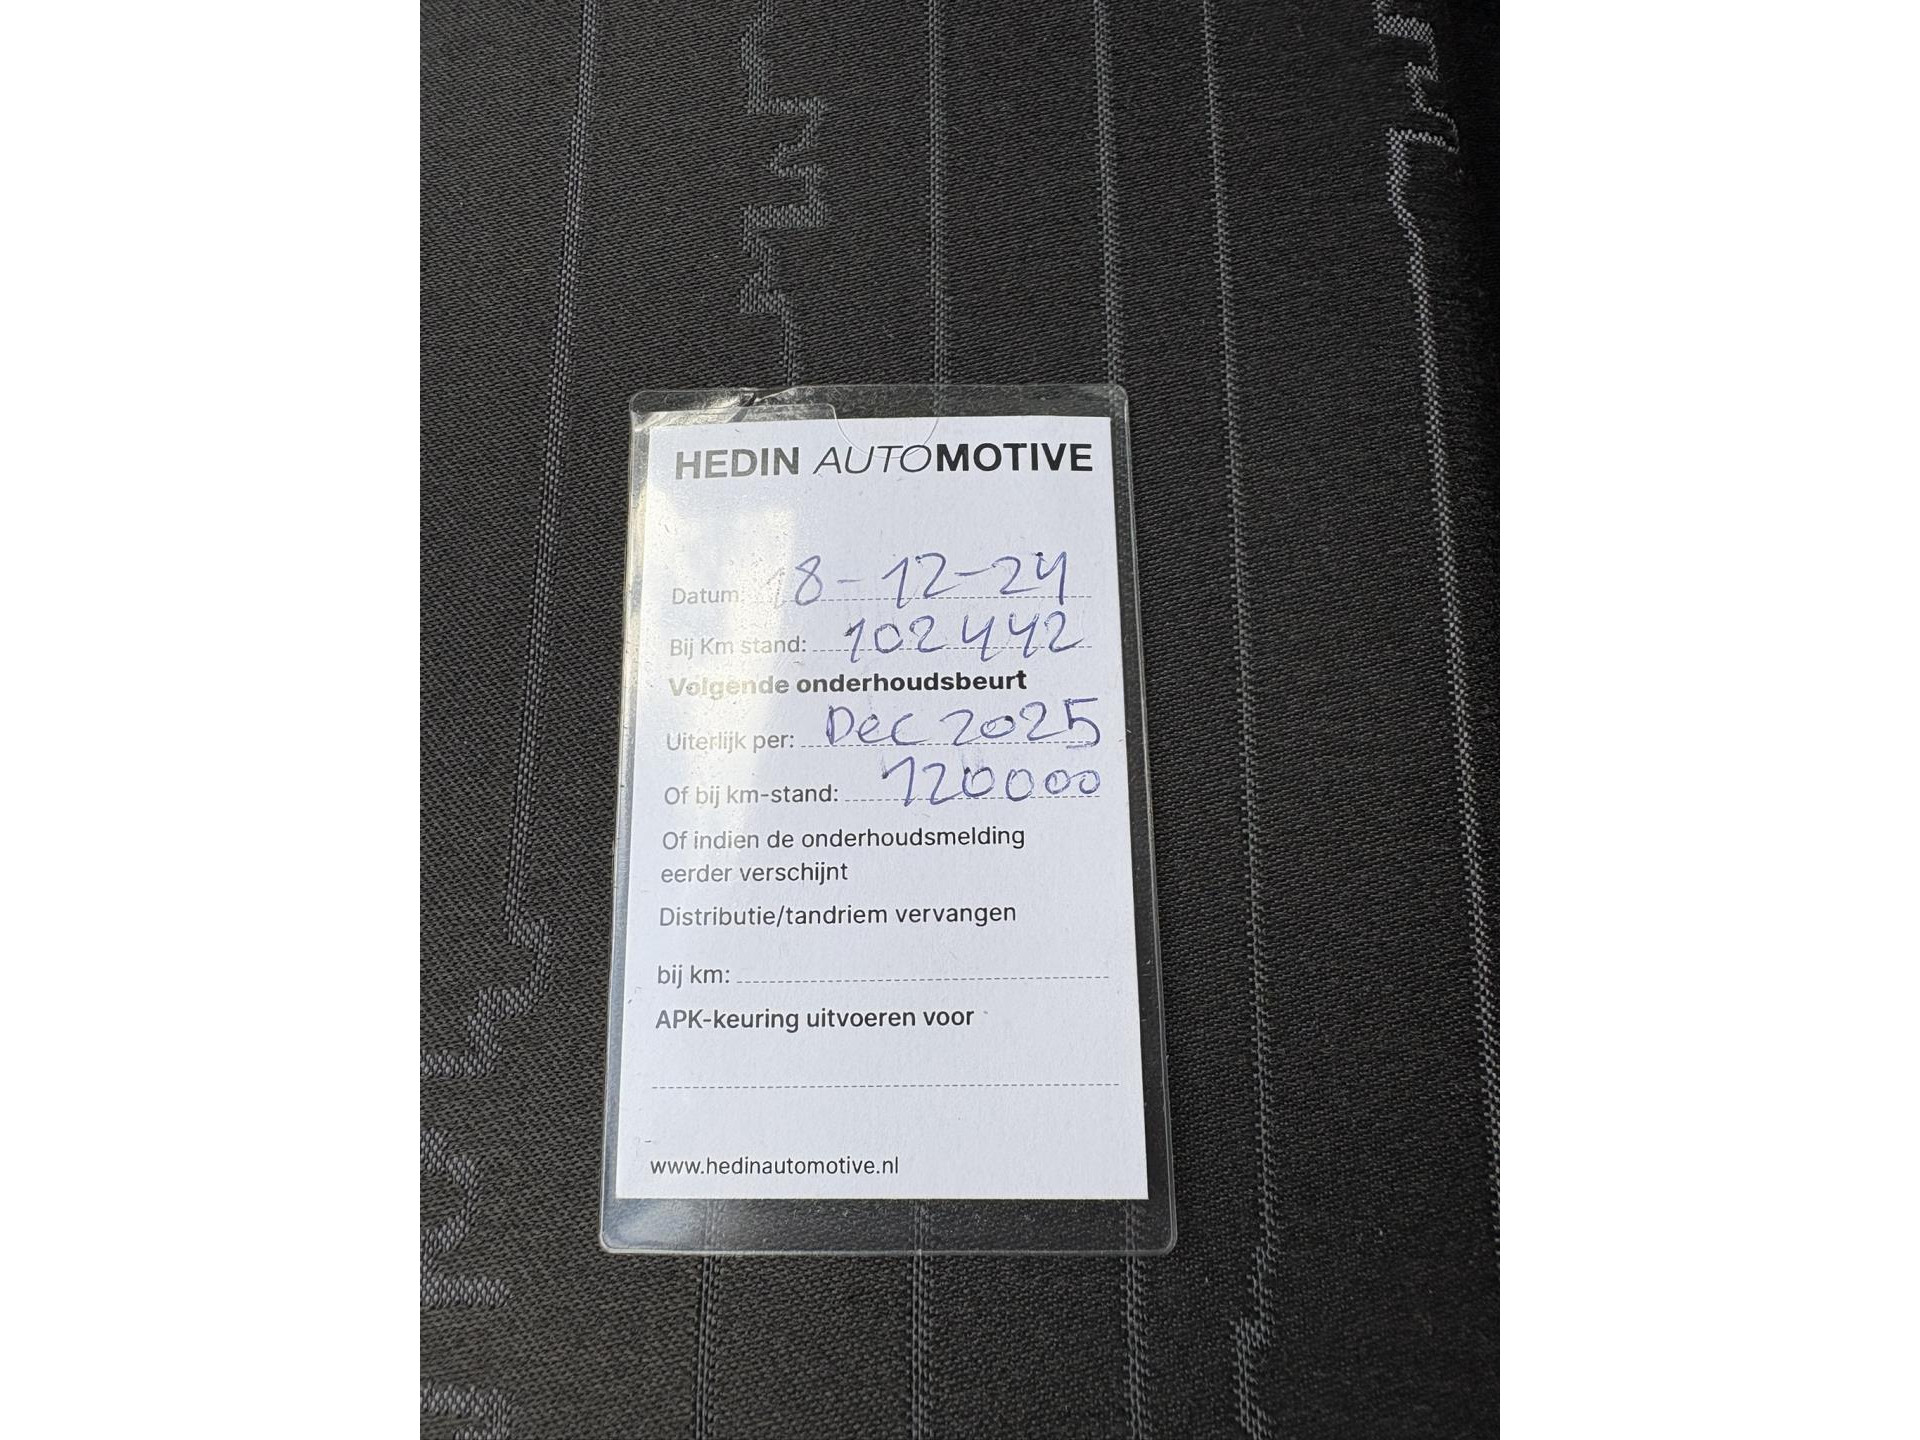 HEDIN AUTOMOTIVE
Datum: 18-12-24
Bij Km stand: 102442
Volgende onderhoudsbeurt
Uiterlijk per: Dec 2025
Of bij km-stand: 120000
Of indien de onderhoudsmelding
eerder verschijnt
Distributie/tandriem vervangen
bij km:
APK-keuring uitvoeren voor
www.hedinautomotive.nl